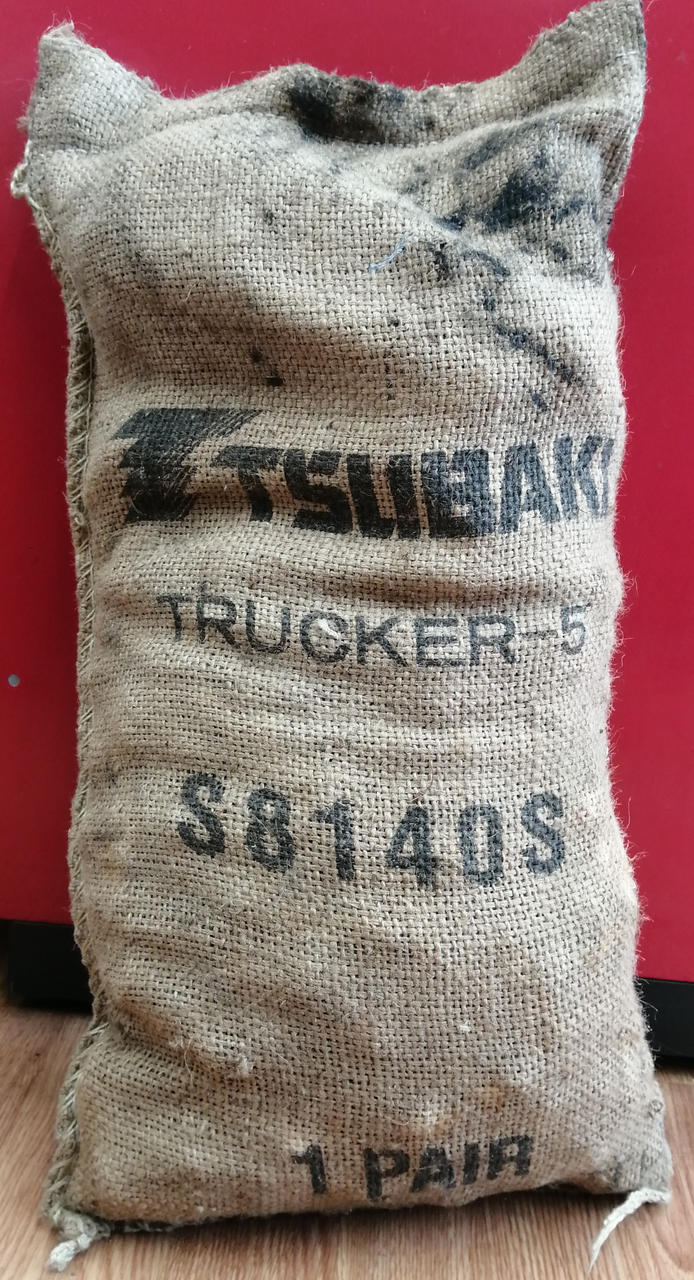 TSUBAKI
TRUCKER-5
S8140S
1 PAIR